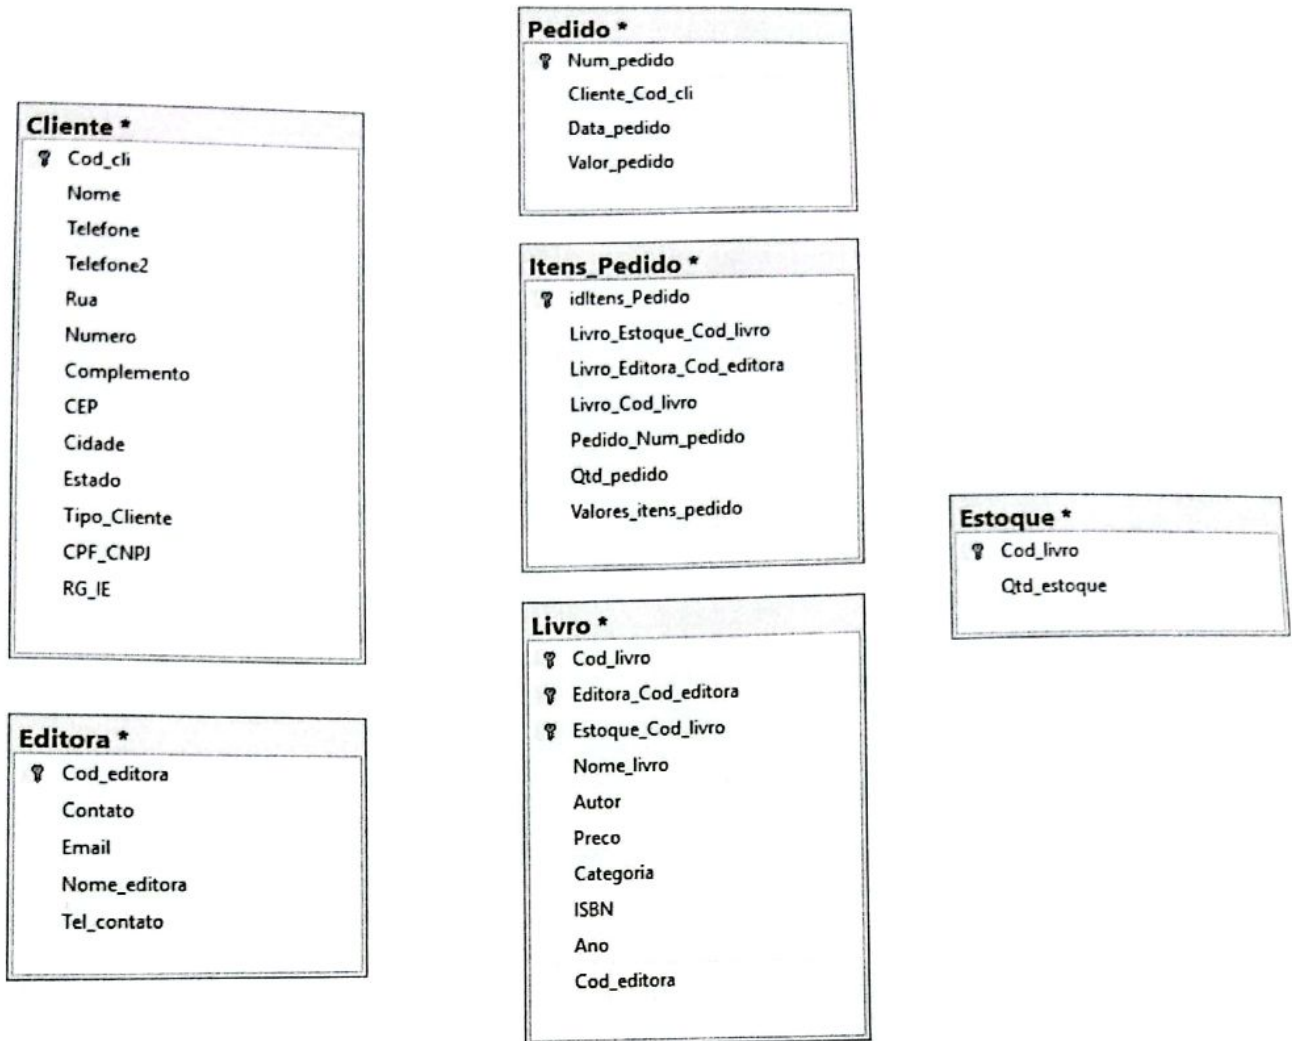 Pedido *
Num_pedido
Cliente_Cod_cli
Data_pedido
Valor_pedido
Cliente *
Cod_cli
Nome
Telefone
Telefone2
Rua
Numero
Complemento
CEP
Cidade
Estado
Tipo_Cliente
CPF_CNPJ
RG_IE
Itens_Pedido *
idItens_Pedido
Livro_Estoque_Cod_livro
Livro_Editora_Cod_editora
Livro_Cod_livro
Pedido_Num_pedido
Qtd_pedido
Valores_itens_pedido
Estoque *
Cod_livro
Qtd_estoque
Livro *
Cod_livro
Editora_Cod_editora
Estoque_Cod_livro
Nome_livro
Autor
Preco
Categoria
ISBN
Ano
Cod_editora
Editora *
Cod_editora
Contato
Email
Nome_editora
Tel_contato